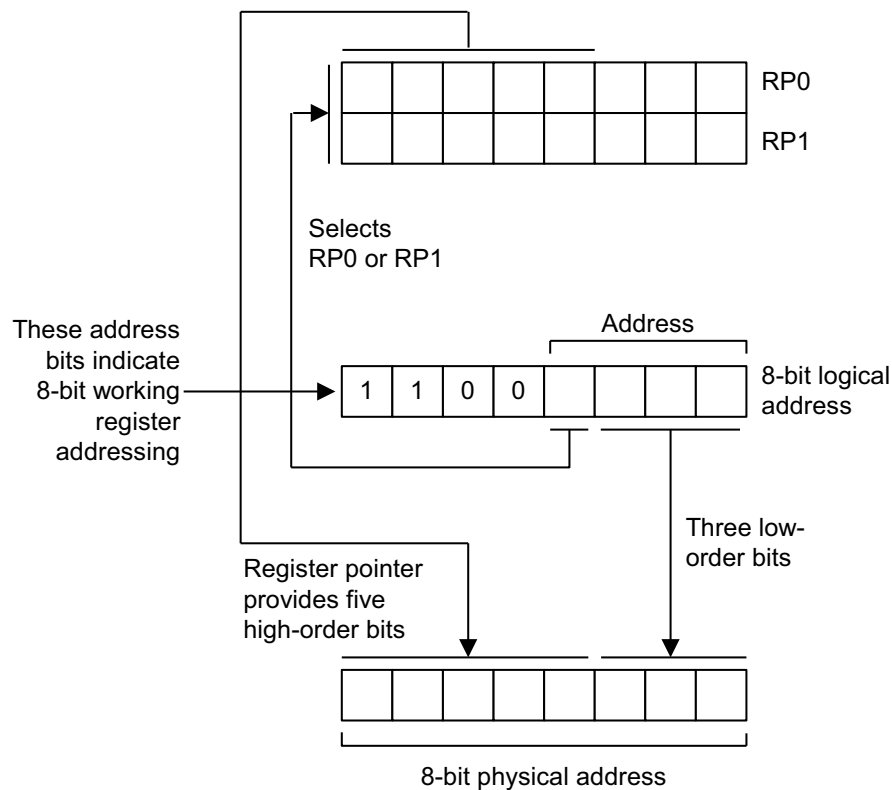 RP0
RP1
Selects
RP0 or RP1
These address
bits indicate
8-bit working
register
addressing
Address
1 1 0 0
8-bit logical
address
Three low-
order bits
Register pointer
provides five
high-order bits
8-bit physical address